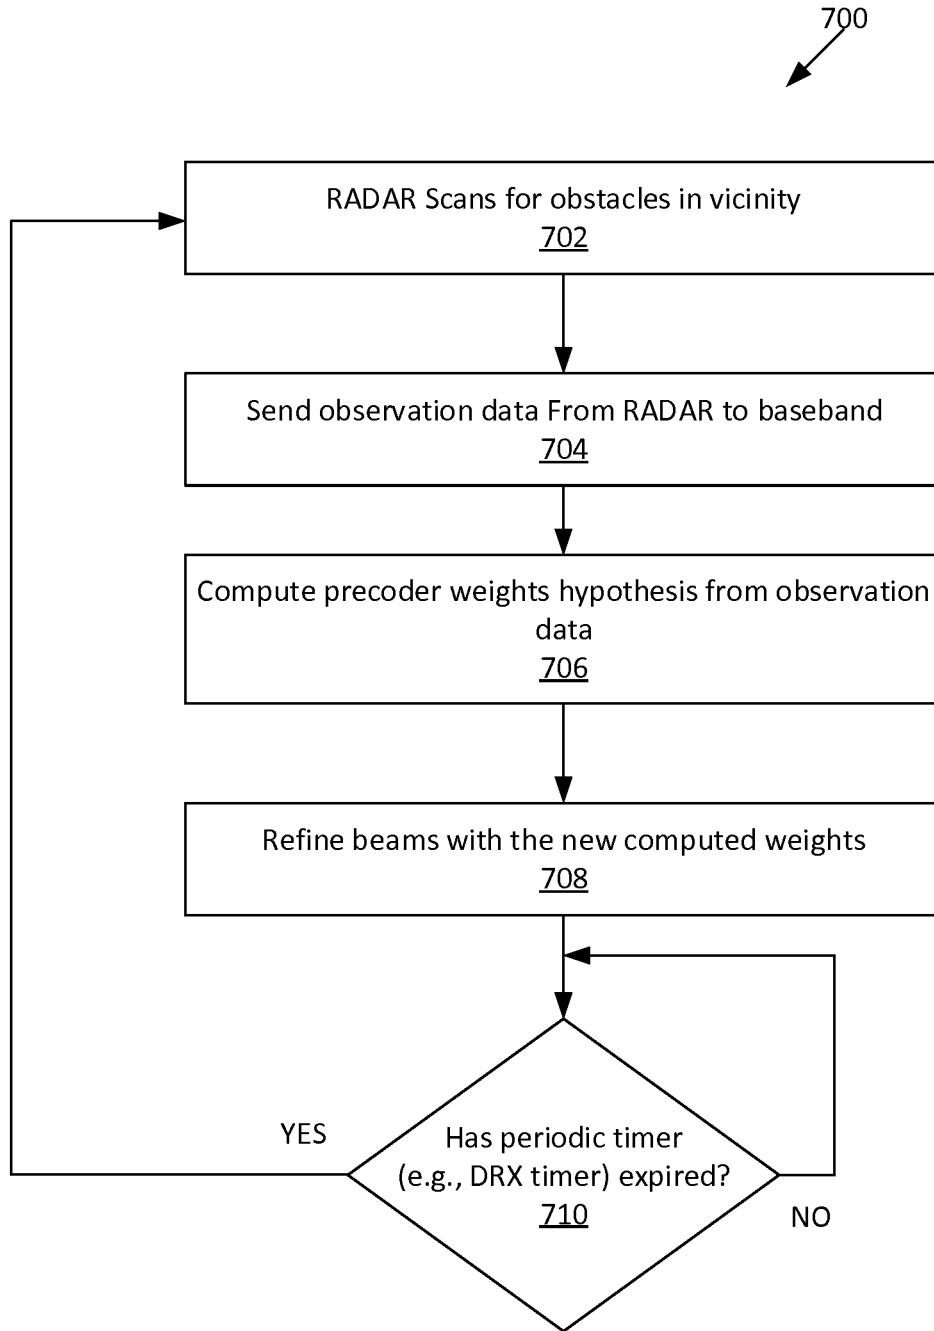 700
RADAR Scans for obstacles in vicinity
702
Send observation data From RADAR to baseband
704
Compute precoder weights hypothesis from observation
data
706
Refine beams with the new computed weights
708
YES
Has periodic timer
(e.g., DRX timer) expired?
710
NO